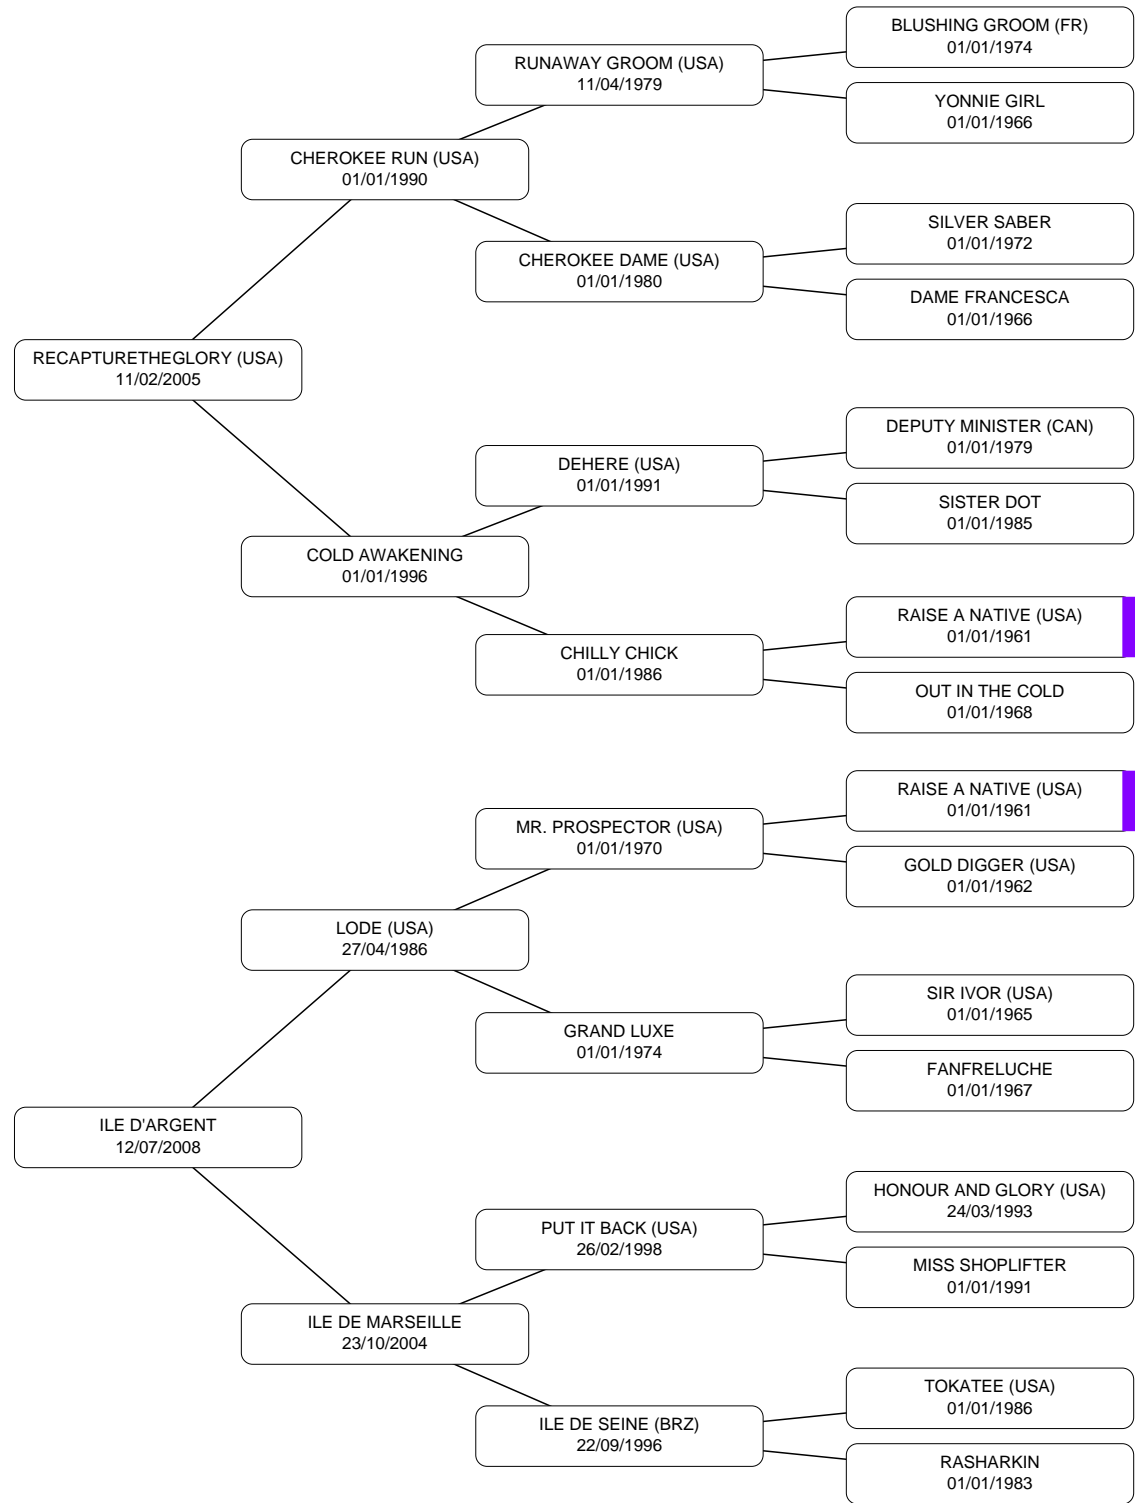 BLUSHING GROOM (FR)
01/01/1974
RUNAWAY GROOM (USA)
11/04/1979
YONNIE GIRL
01/01/1966
CHEROKEE RUN (USA)
01/01/1990
SILVER SABER
01/01/1972
CHEROKEE DAME (USA)
01/01/1980
DAME FRANCESCA
01/01/1966
RECAPTURETHEGLORY (USA)
11/02/2005
DEPUTY MINISTER (CAN)
01/01/1979
DEHERE (USA)
01/01/1991
SISTER DOT
01/01/1985
COLD AWAKENING
01/01/1996
RAISE A NATIVE (USA)
01/01/1961
CHILLY CHICK
01/01/1986
OUT IN THE COLD
01/01/1968
RAISE A NATIVE (USA)
01/01/1961
MR. PROSPECTOR (USA)
01/01/1970
GOLD DIGGER (USA)
01/01/1962
LODE (USA)
27/04/1986
SIR IVOR (USA)
01/01/1965
GRAND LUXE
01/01/1974
FANFRELUCHE
01/01/1967
ILE D'ARGENT
12/07/2008
HONOUR AND GLORY (USA)
24/03/1993
PUT IT BACK (USA)
26/02/1998
MISS SHOPLIFTER
01/01/1991
ILE DE MARSEILLE
23/10/2004
TOKATEE (USA)
01/01/1986
ILE DE SEINE (BRZ)
22/09/1996
RASHARKIN
01/01/1983